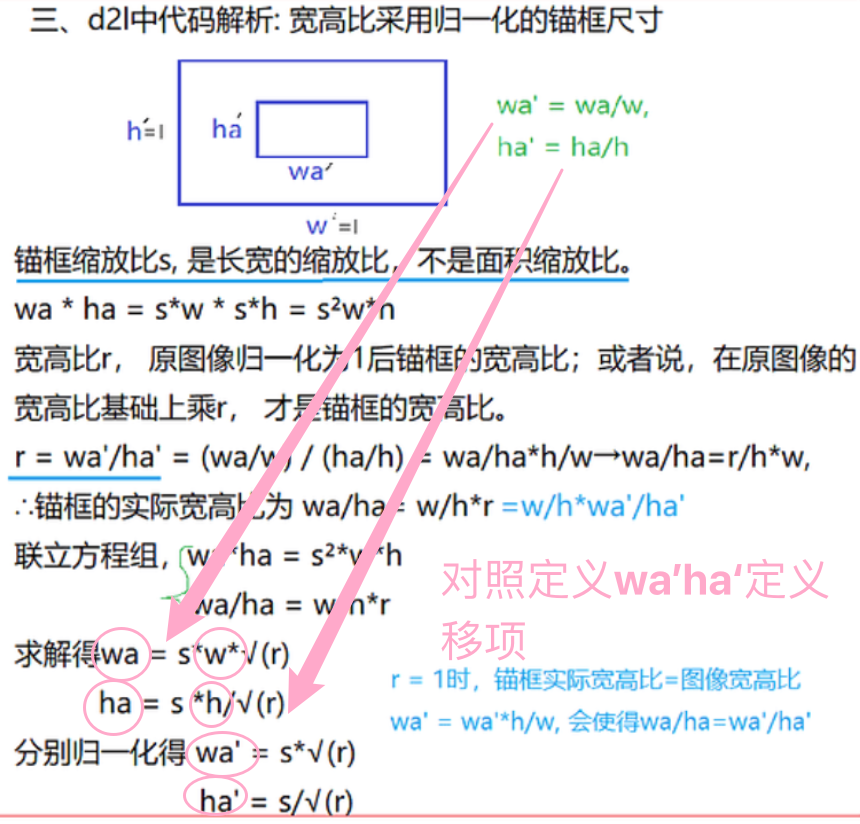 三、d2l中代码解析: 宽高比采用归一化的锚框尺寸
wa' = wa/w,
h'=1
ha'
ha' = ha/h
wa'
w'=1
锚框缩放比s, 是长宽的缩放比，不是面积缩放比。
wa * ha = s*w * s*h = s²w*h
宽高比r， 原图像归一化为1后锚框的宽高比；或者说，在原图像的
宽高比基础上乘r， 才是锚框的宽高比。
r = wa'/ha' = (wa/w) / (ha/h) = wa/ha*h/w→wa/ha=r/h*w,
∴锚框的实际宽高比为 wa/ha = w/h*r =w/h*wa'/ha'
联立方程组，wa*ha = s²*w*h
wa/ha = w/h*r
对照定义wa′ha‘定义
移项
求解得wa = s*w*√(r)
ha = s *h/√(r)
r = 1时，锚框实际宽高比=图像宽高比
wa' = wa'*h/w, 会使得wa/ha=wa'/ha'
分别归一化得 wa' = s*√(r)
ha' = s/√(r)